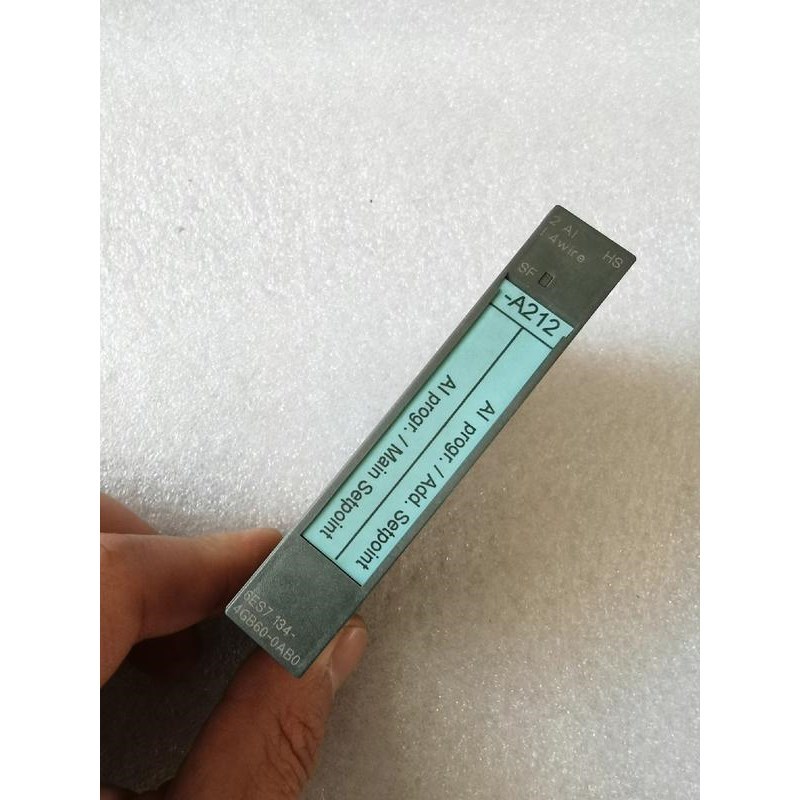 2 AI HS
I 4wire
SF
-A212
AI progr. / Main Setpoint
AI progr. / Add. Setpoint
6ES7 134-
4GB60-0AB0